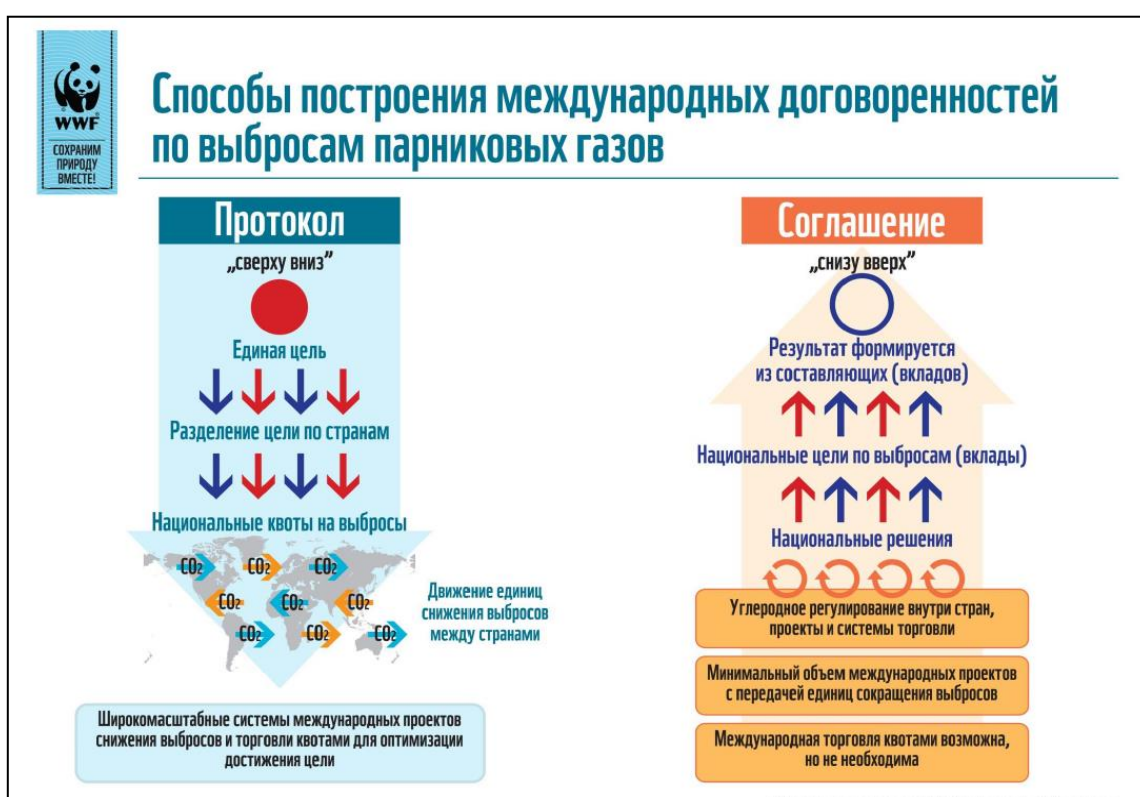 WWF
СОХРАНИМ
ПРИРОДУ
ВМЕСТЕ!
Способы построения международных договоренностей
по выбросам парниковых газов
Протокол
„сверху вниз”
Единая цель
Разделение цели по странам
Национальные квоты на выбросы
CO₂ CO₂ CO₂
CO₂ CO₂ CO₂
CO₂ CO₂ CO₂
Движение единиц
снижения выбросов
между странами
Широкомасштабные системы международных проектов
снижения выбросов и торговли квотами для оптимизации
достижения цели
Соглашение
„снизу вверх”
Результат формируется
из составляющих (вкладов)
Национальные цели по выбросам (вклады)
Национальные решения
Углеродное регулирование внутри стран,
проекты и системы торговли
Минимальный объем международных проектов
с передачей единиц сокращения выбросов
Международная торговля квотами возможна,
но не необходима